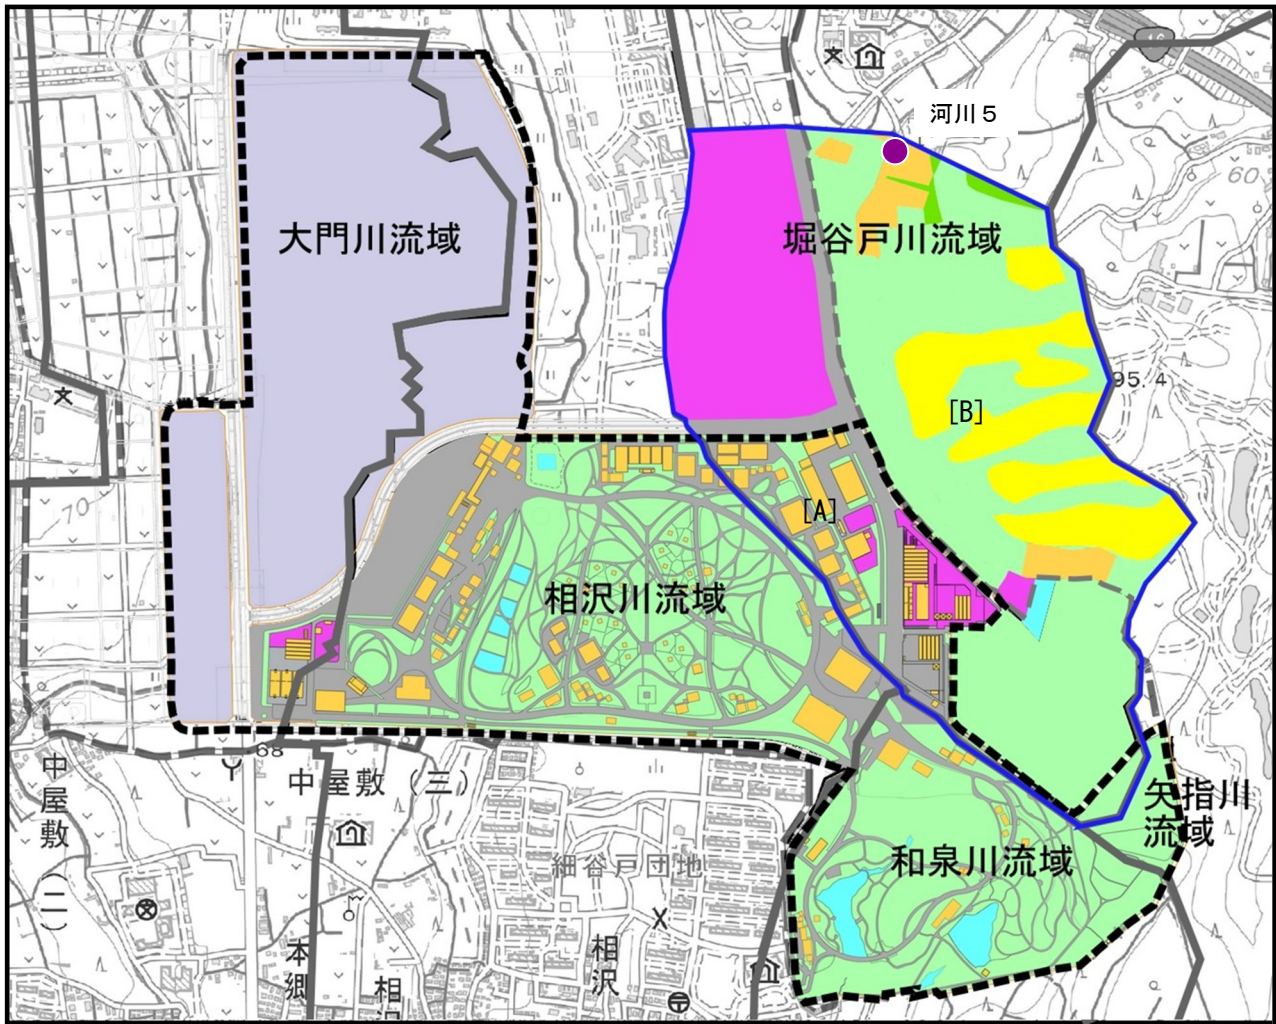 16
河川５
60
大門川流域
堀谷戸川流域
95.4
[B]
70
[A]
相沢川流域
68
中屋敷（三）
中屋敷（二）
矢指川
流域
和泉川流域
細谷戸団地
本郷
相沢